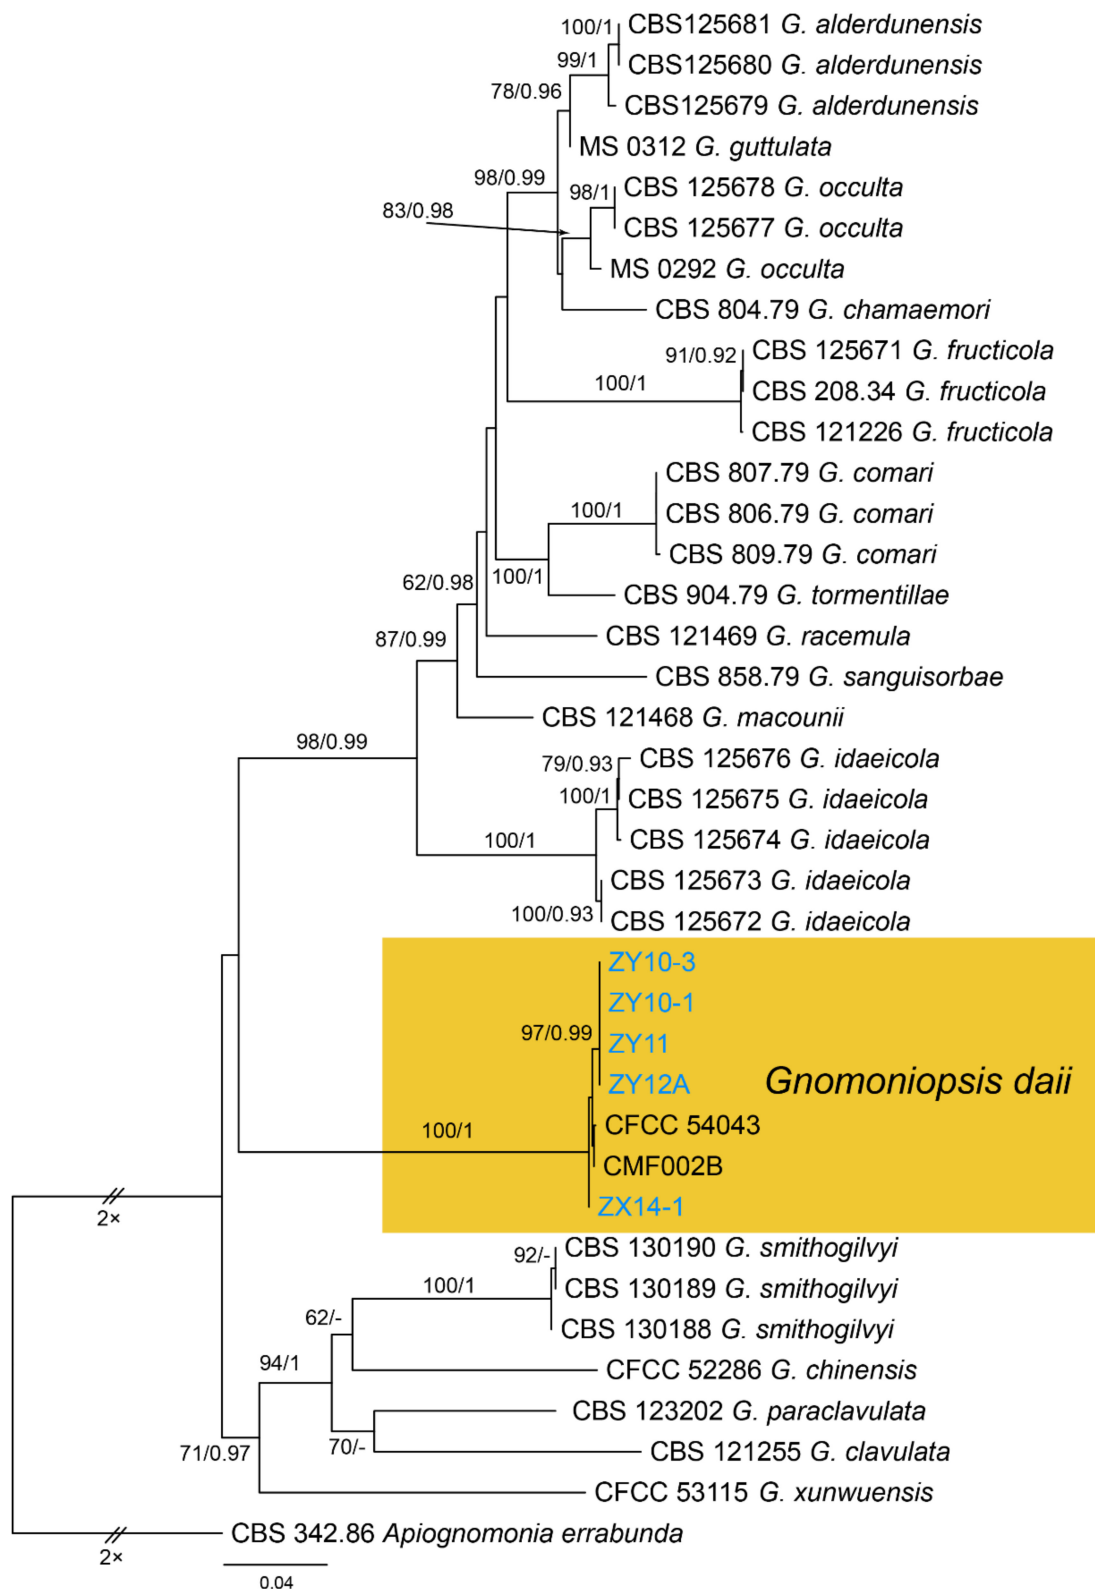 100/1
CBS125681 G. alderdunensis
99/1
CBS125680 G. alderdunensis
78/0.96
CBS125679 G. alderdunensis
MS 0312 G. guttulata
98/0.99
98/1
CBS 125678 G. occulta
83/0.98
CBS 125677 G. occulta
MS 0292 G. occulta
CBS 804.79 G. chamaemori
91/0.92
CBS 125671 G. fructicola
100/1
CBS 208.34 G. fructicola
CBS 121226 G. fructicola
CBS 807.79 G. comari
100/1
CBS 806.79 G. comari
CBS 809.79 G. comari
100/1
62/0.98
CBS 904.79 G. tormentillae
87/0.99
CBS 121469 G. racemula
CBS 858.79 G. sanguisorbae
CBS 121468 G. macounii
98/0.99
79/0.93
CBS 125676 G. idaeicola
100/1
CBS 125675 G. idaeicola
100/1
CBS 125674 G. idaeicola
CBS 125673 G. idaeicola
100/0.93
CBS 125672 G. idaeicola
ZY10-3
ZY10-1
97/0.99
ZY11
ZY12A
Gnomoniopsis daii
CFCC 54043
100/1
CMF002B
ZX14-1
2×
92/-
CBS 130190 G. smithogilvyi
100/1
CBS 130189 G. smithogilvyi
62/-
CBS 130188 G. smithogilvyi
94/1
CFCC 52286 G. chinensis
CBS 123202 G. paraclavulata
70/-
71/0.97
CBS 121255 G. clavulata
CFCC 53115 G. xunwuensis
CBS 342.86 Apiognomonia errabunda
2×
0.04